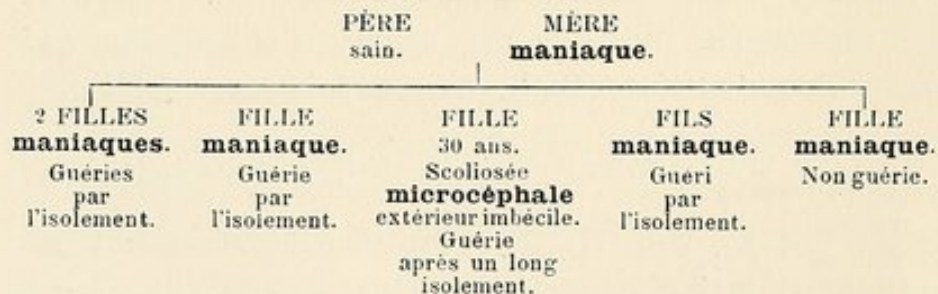 PÈRE MÈRE
sain. maniaque.
2 FILLES FILLE FILLE FILS FILLE
maniaques. maniaque. 30 ans. maniaque. maniaque.
Guéries Guérie Scoliosée Guéri Non guérie.
par par microcéphale par
l'isolement. l'isolement. extérieur imbécile. l'isolement.
Guérie
après un long
isolement.